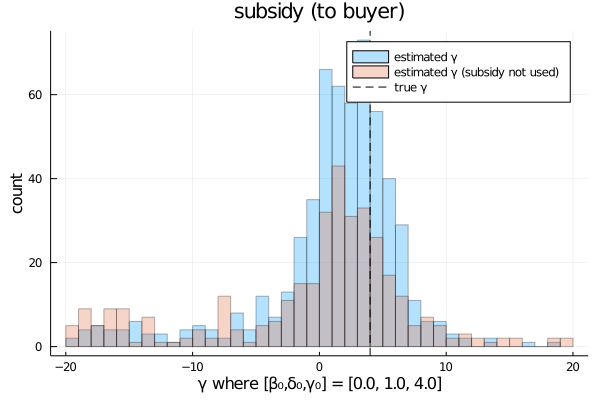 subsidy (to buyer)
estimated γ
estimated γ (subsidy not used)
true γ
count
60
40
20
0
−20
−10
0
10
20
γ where [β₀,δ₀,γ₀] = [0.0, 1.0, 4.0]